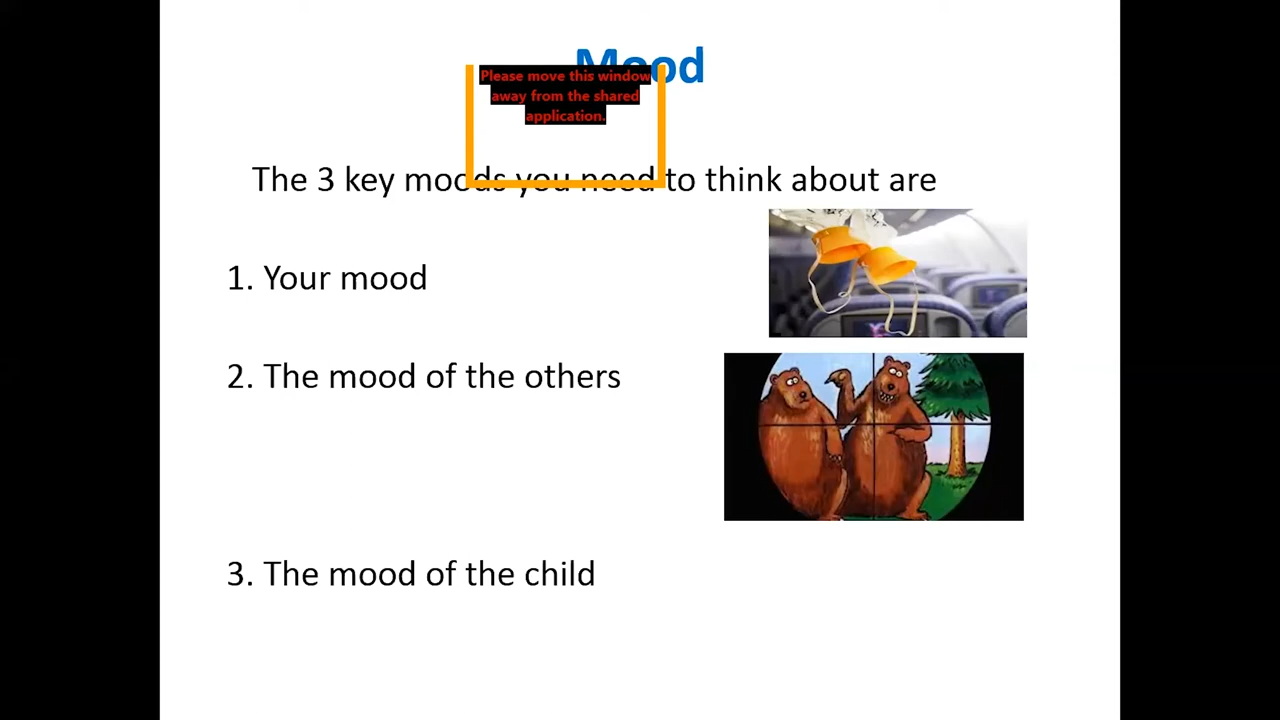 Mood
Please move this window
away from the shared
application.
The 3 key moods you need to think about are
1. Your mood
2. The mood of the others
3. The mood of the child